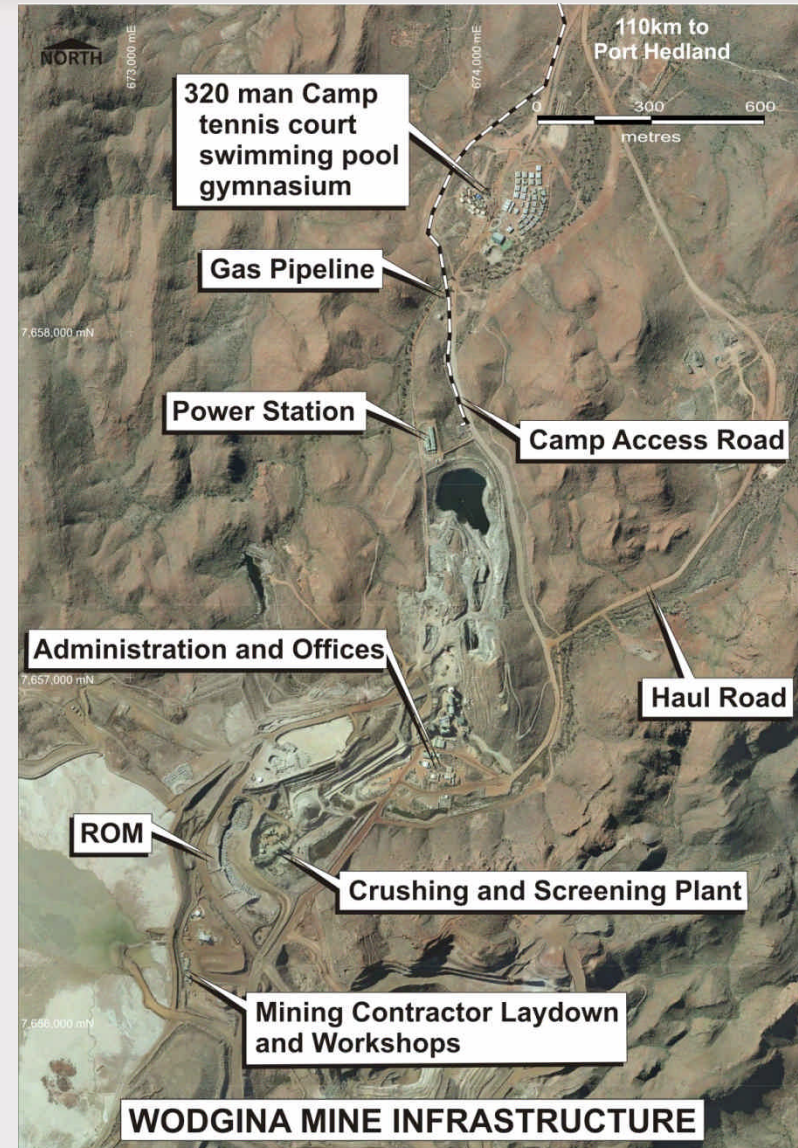 NORTH
673,000 mE
674,000 mE
110km to
Port Hedland
0 300 600
metres
320 man Camp
tennis court
swimming pool
gymnasium
Gas Pipeline
7,658,000 mN
Power Station
Camp Access Road
Administration and Offices
7,657,000 mN
Haul Road
ROM
Crushing and Screening Plant
Mining Contractor Laydown
and Workshops
7,656,000 mN
WODGINA MINE INFRASTRUCTURE